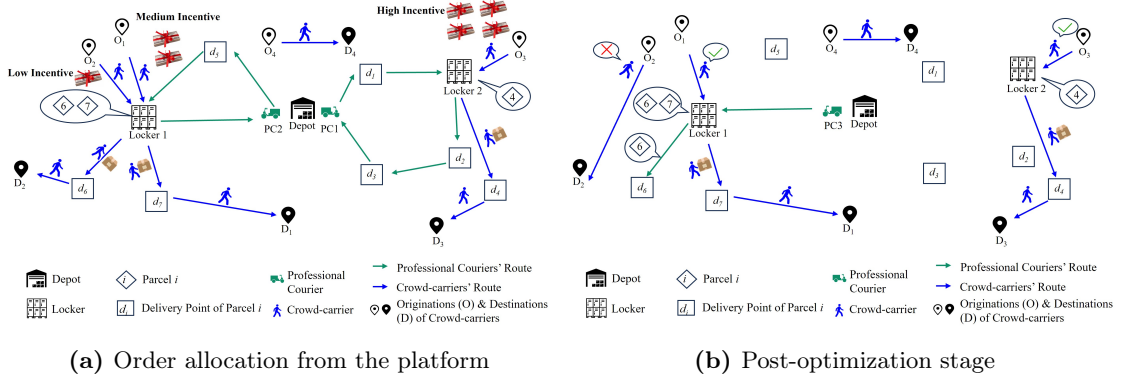 Medium Incentive
High Incentive
O1
O2
O4
D4
O3
O1
O2
O4
D4
O3
Low Incentive
d5
d1
d5
d1
6 7
Locker 1
PC2
Depot
PC1
Locker 2
4
6 7
Locker 1
PC3
Depot
Locker 2
4
6
D2
d6
d7
d3
d2
d4
D1
D3
D2
d6
d7
d3
d2
d4
D1
D3
Depot
Parcel i
Professional Courier
Professional Couriers' Route
Crowd-carriers' Route
Locker
Delivery Point of Parcel i
Crowd-carrier
Originations (O) & Destinations
(D) of Crowd-carriers
i
di
Depot
Parcel i
Professional Courier
Professional Couriers' Route
Crowd-carriers' Route
Locker
Delivery Point of Parcel i
Crowd-carrier
Originations (O) & Destinations
(D) of Crowd-carriers
i
di
(a) Order allocation from the platform
(b) Post-optimization stage